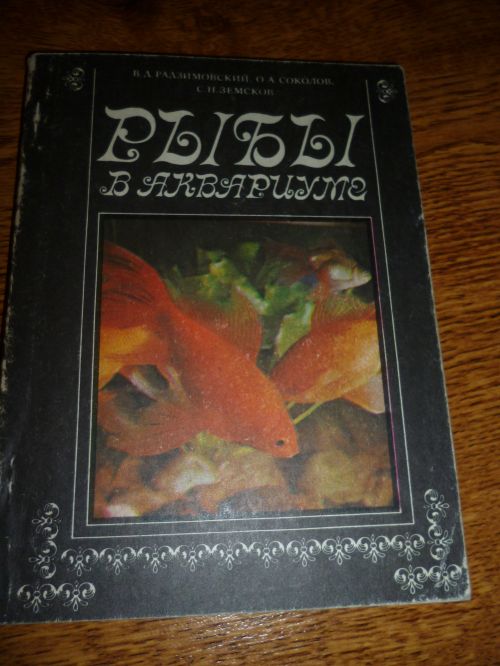 В. Д. РАДЗИМОВСКИЙ, О. А. СОКОЛОВ,
С. Н. ЗЕМСКОВ
РЫБЫ
В АКВАРИУМЕ